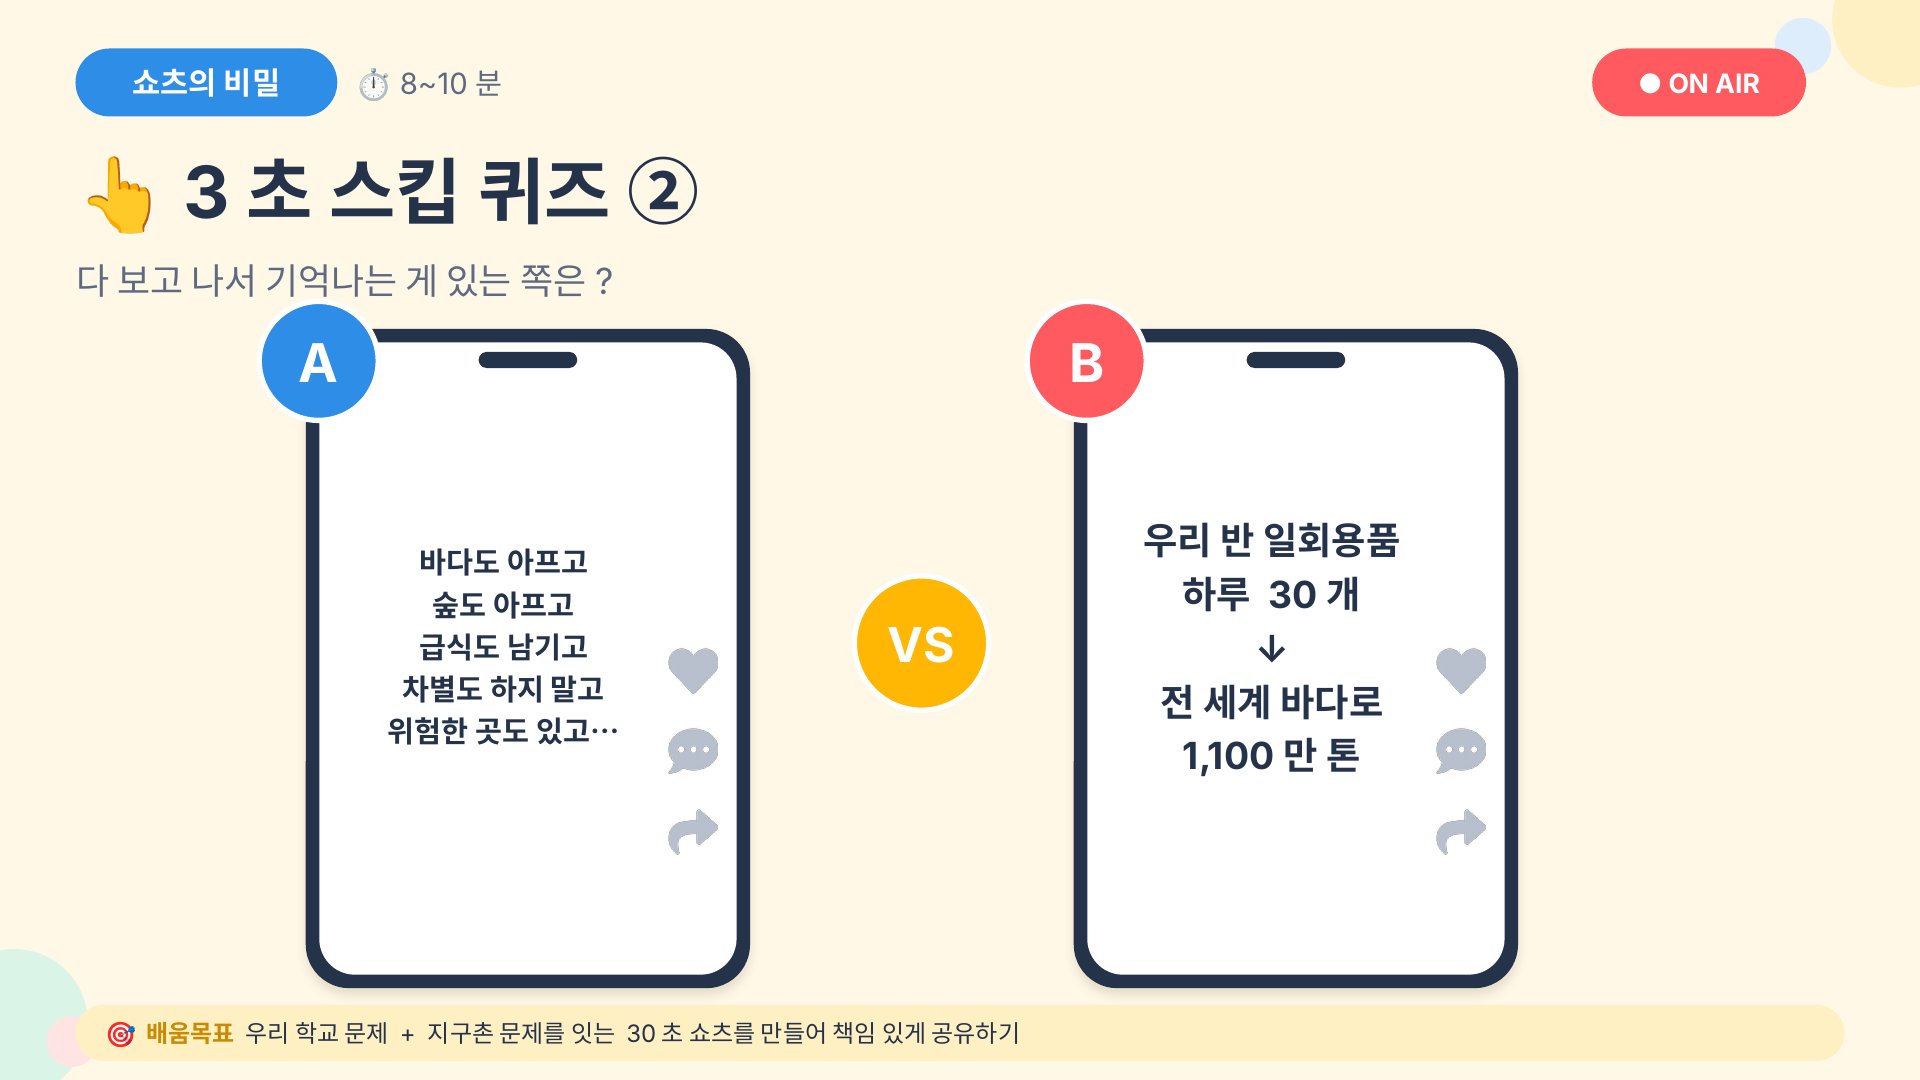 쇼츠의 비밀
⏱️ 8~10 분
● ON AIR
👆 3 초 스킵 퀴즈 ②
다 보고 나서 기억나는 게 있는 쪽은 ?
A
바다도 아프고
숲도 아프고
급식도 남기고
차별도 하지 말고
위험한 곳도 있고…
VS
B
우리 반 일회용품
하루 30 개
↓
전 세계 바다로
1,100 만 톤
🎯 배움목표 우리 학교 문제 + 지구촌 문제를 잇는 30 초 쇼츠를 만들어 책임 있게 공유하기